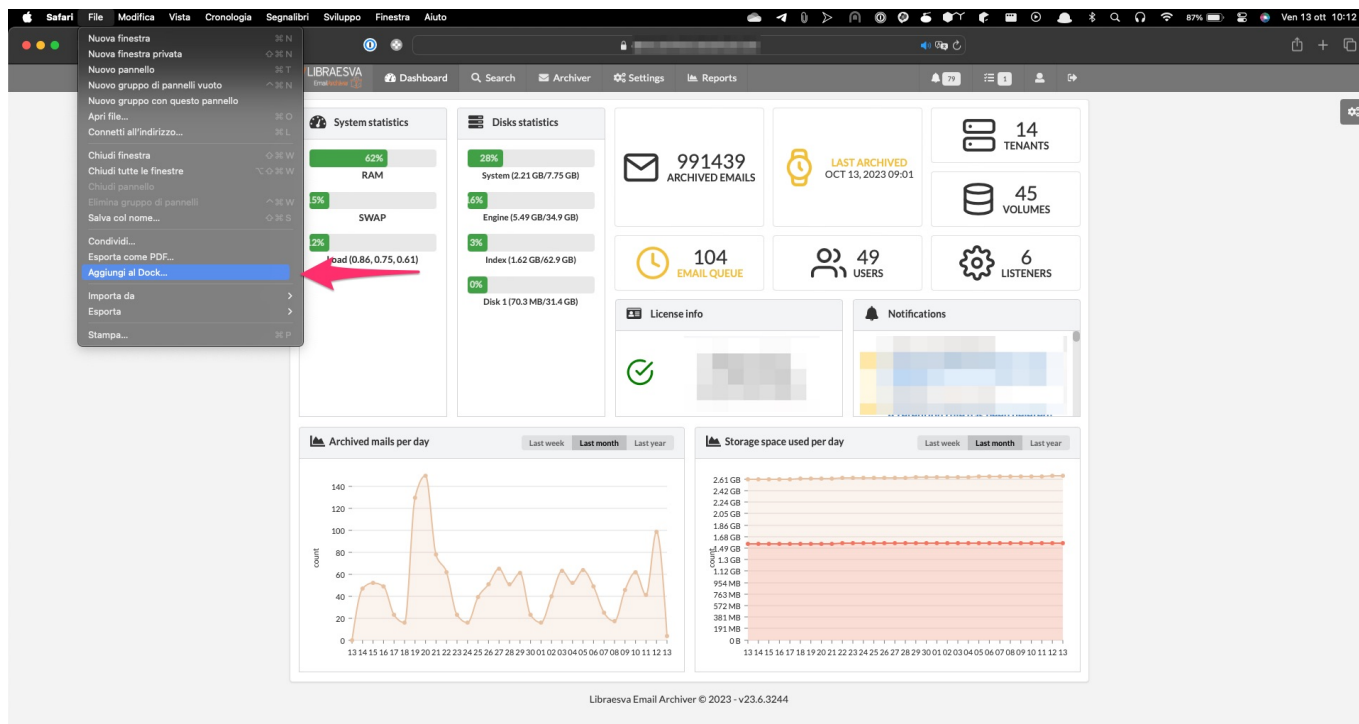 Safari File Modifica Vista Cronologia Segnalibri Sviluppo Finestra Aiuto 87% Ven 13 ott 10:12
Nuova finestra ⌘ N
Nuova finestra privata ⇧ ⌘ N
Nuovo pannello ⌘ T
Nuovo gruppo di pannelli vuoto ^ ⌘ N
Nuovo gruppo con questo pannello
Apri file... ⌘ O
Connetti all'indirizzo... ⌘ L
Chiudi finestra ⇧ ⌘ W
Chiudi tutte le finestre ⌥ ⇧ ⌘ W
Chiudi pannello
Elimina gruppo di pannelli ^ ⌘ W
Salva col nome... ⇧ ⌘ S
Condividi...
Esporta come PDF...
Aggiungi al Dock...
Importa da
Esporta
Stampa... ⌘ P
LIBRAESVA
Dashboard Search Archiver Settings Reports 79 1
System statistics
62%
RAM
5%
SWAP
2%
Load (0.86, 0.75, 0.61)
Disks statistics
28%
System (2.21 GB/7.75 GB)
6%
Engine (5.49 GB/34.9 GB)
3%
Index (1.62 GB/62.9 GB)
0%
Disk 1 (70.3 MB/31.4 GB)
991439
ARCHIVED EMAILS
LAST ARCHIVED
OCT 13, 2023 09:01
14
TENANTS
45
VOLUMES
104
EMAIL QUEUE
49
USERS
6
LISTENERS
License info
Notifications
Archived mails per day Last week Last month Last year
140
120
100
80
60
40
20
0
count
13 14 15 16 17 18 19 20 21 22 23 24 25 26 27 28 29 30 01 02 03 04 05 06 07 08 09 10 11 12 13
Storage space used per day Last week Last month Last year
2.61 GB
2.42 GB
2.24 GB
2.05 GB
1.86 GB
1.68 GB
1.49 GB
1.3 GB
1.12 GB
954 MB
763 MB
572 MB
381 MB
191 MB
0 B
count
13 14 15 16 17 18 19 20 21 22 23 24 25 26 27 28 29 30 01 02 03 04 05 06 07 08 09 10 11 12 13
Libraesva Email Archiver © 2023 - v23.6.3244